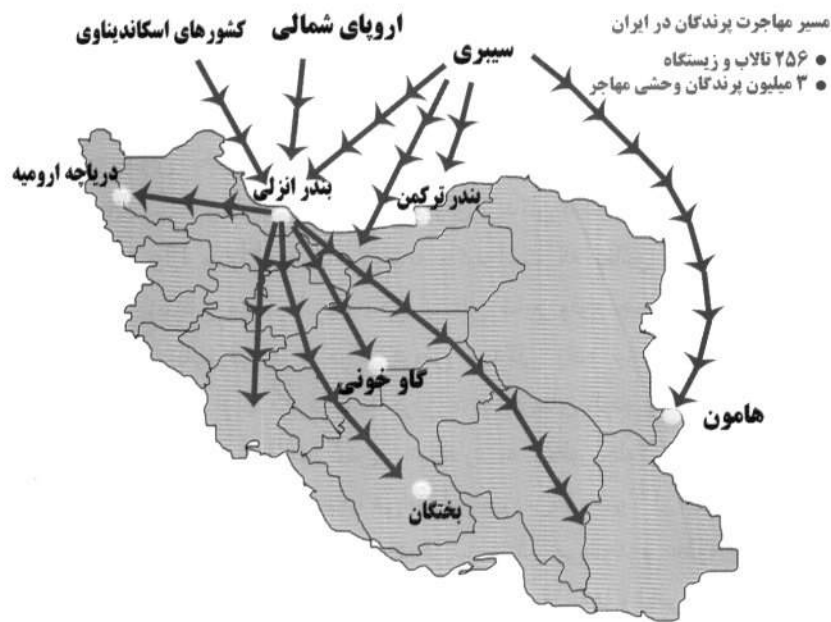 مسیر مهاجرت پرندگان در ایران
● ۲۵۶ تالاب و زیستگاه
● ۳ میلیون پرندگان وحشی مهاجر
کشورهای اسکاندیناوی
اروپای شمالی
سیبری
دریاچه ارومیه
بندر انزلی
بندر ترکمن
گاو خونی
هامون
بختگان